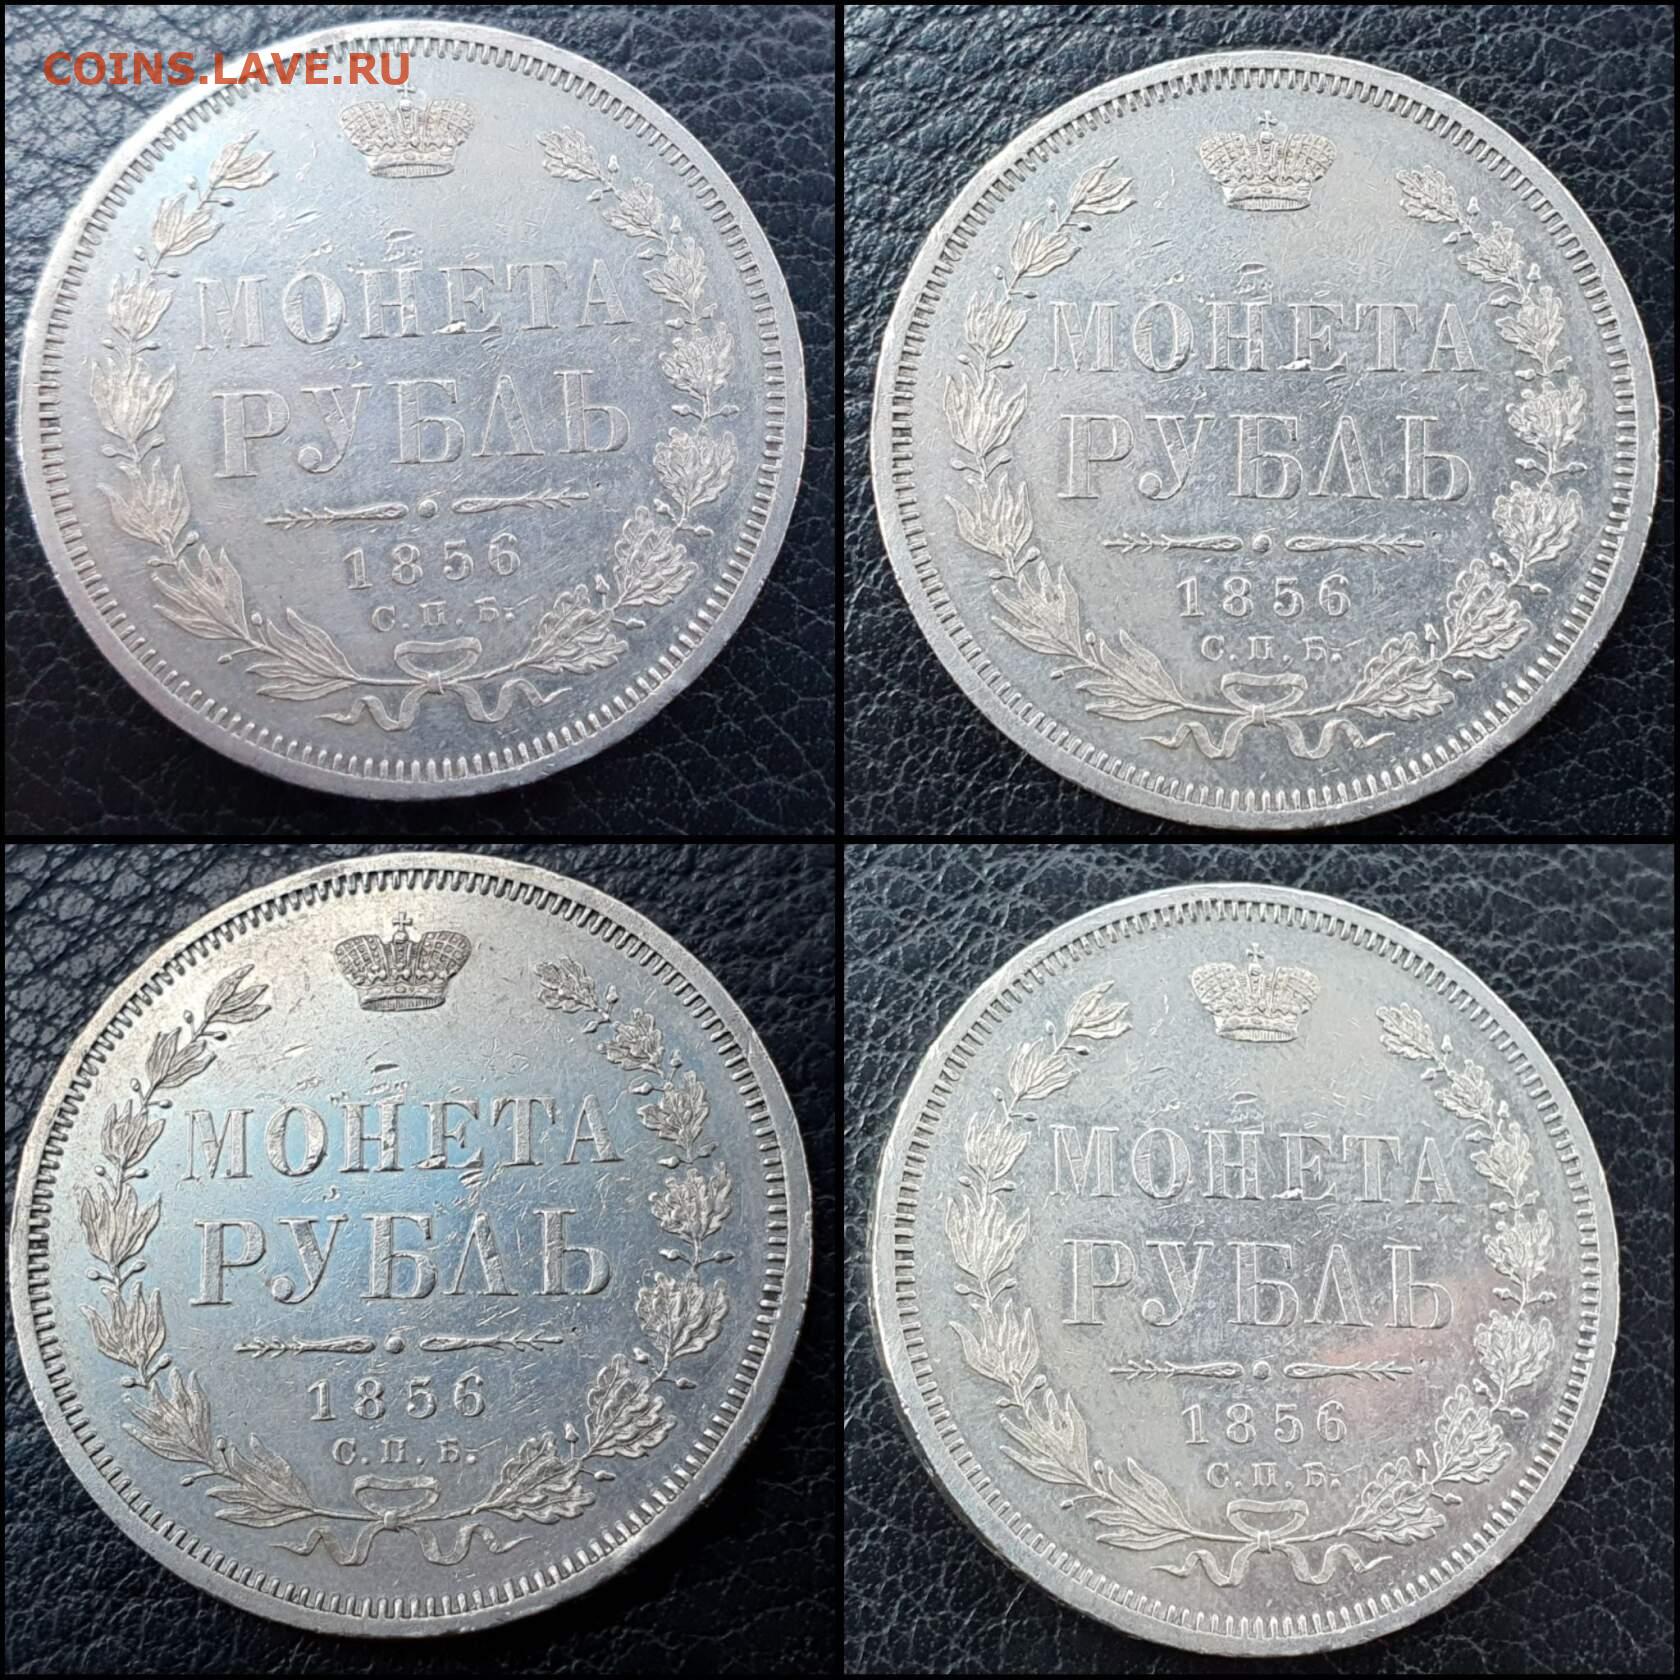 COINS.LAVE.RU
МОНЕТА
РУБЛЬ
1856
С.П.Б.
МОНЕТА
РУБЛЬ
1856
С.П.Б.
МОНЕТА
РУБЛЬ
1856
С.П.Б.
МОНЕТА
РУБЛЬ
1856
С.П.Б.